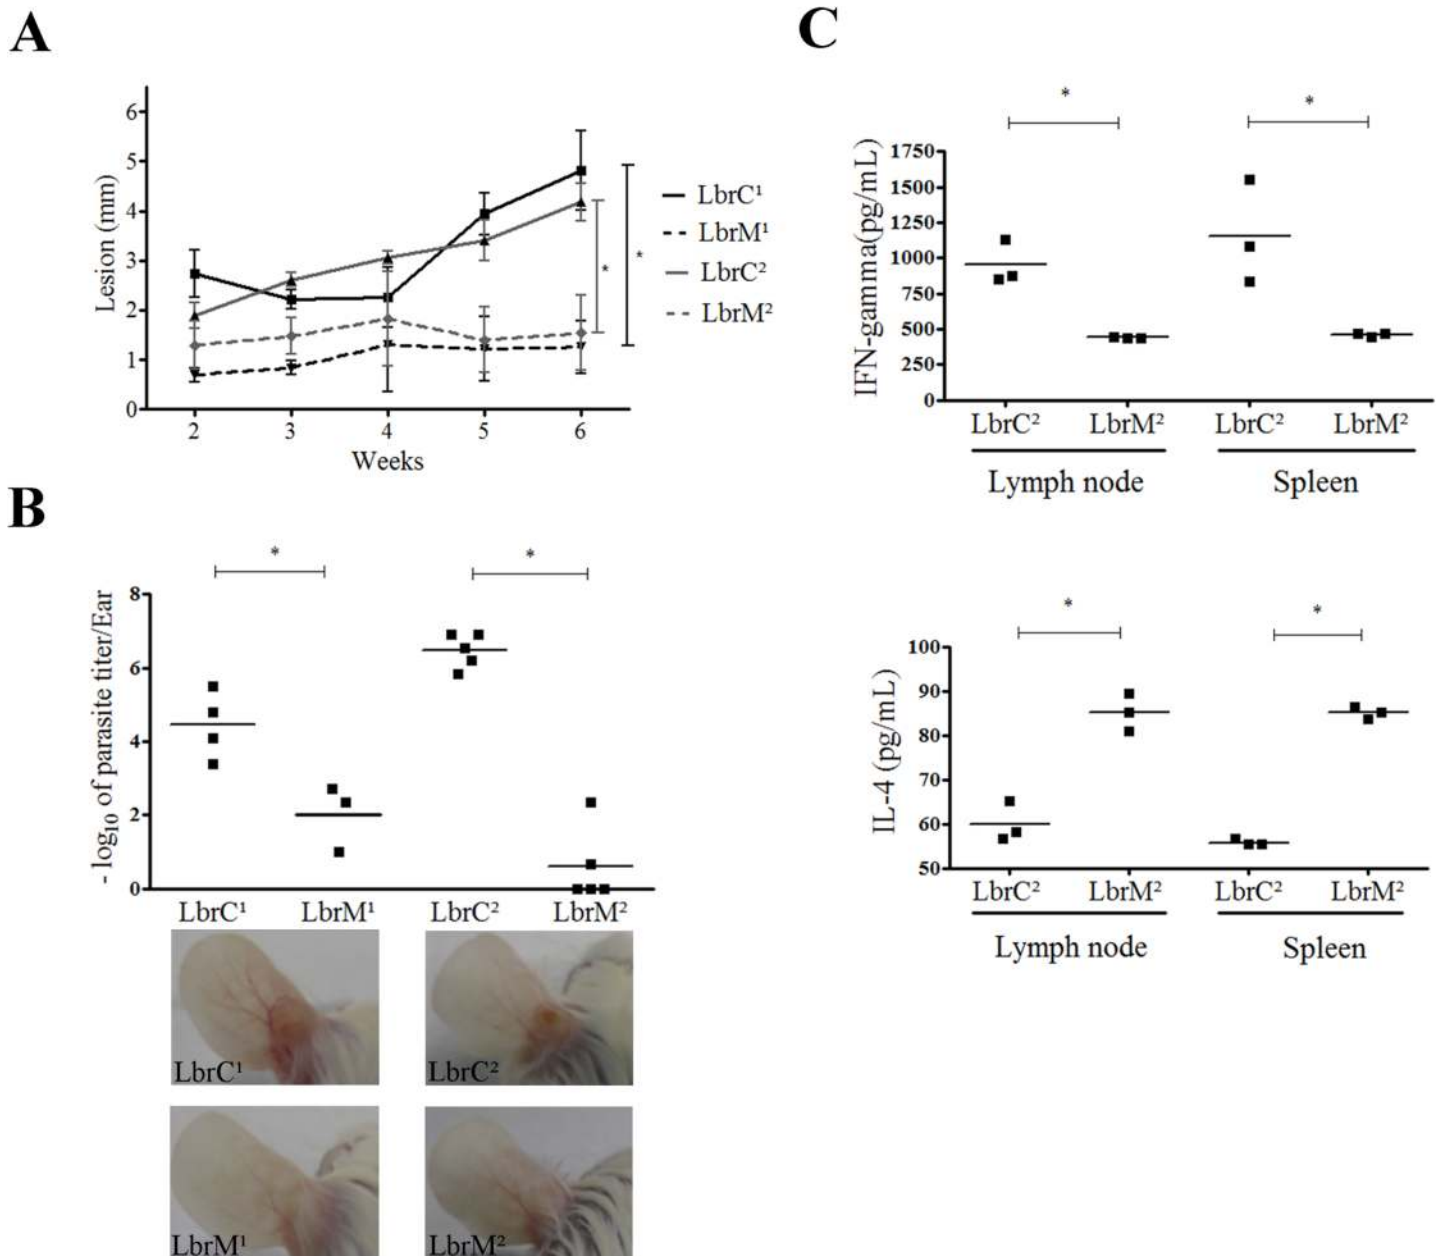 A
Lesion (mm)
6
5
4
3
2
1
0
2 3 4 5 6
Weeks
*
*
LbrC¹
LbrM¹
LbrC²
LbrM²
B
* *
- log₁₀ of parasite titer/Ear
8
6
4
2
0
LbrC¹ LbrM¹ LbrC² LbrM²
LbrC¹ LbrC²
LbrM¹ LbrM²
C
* *
IFN-gamma(pg/mL)
1750
1500
1250
1000
750
500
250
0
LbrC² LbrM² LbrC² LbrM²
Lymph node Spleen
* *
IL-4 (pg/mL)
100
90
80
70
60
50
LbrC² LbrM² LbrC² LbrM²
Lymph node Spleen